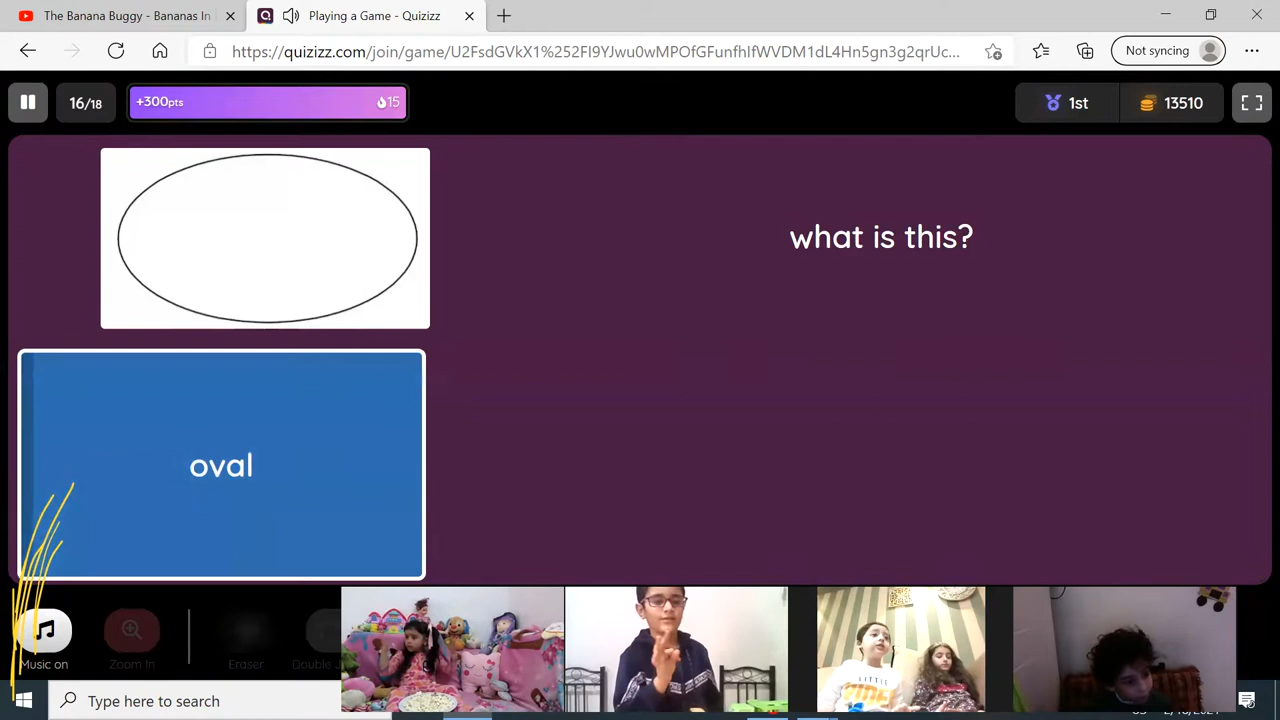 The Banana Buggy - Bananas In
Playing a Game - Quizizz
https://quizizz.com/join/game/U2FsdGVkX1%252FI9YJwu0wMPOfGFunfhIfWVDM1dL4Hn5gn3g2qrUc...
Not syncing
16/18
+300pts
15
1st
13510
what is this?
oval
Music on
Zoom In
Eraser
Double J
Type here to search